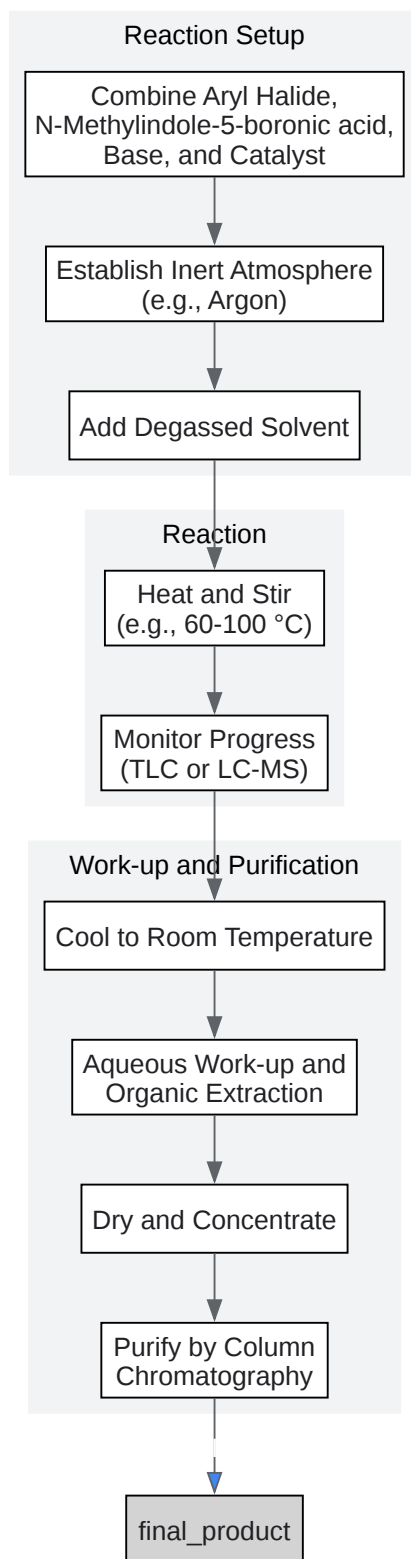 Reaction Setup
Combine Aryl Halide,
N-Methylindole-5-boronic acid,
Base, and Catalyst
Establish Inert Atmosphere
(e.g., Argon)
Add Degassed Solvent
Reaction
Heat and Stir
(e.g., 60-100 °C)
Monitor Progress
(TLC or LC-MS)
Work-up and Purification
Cool to Room Temperature
Aqueous Work-up and
Organic Extraction
Dry and Concentrate
Purify by Column
Chromatography
final_product